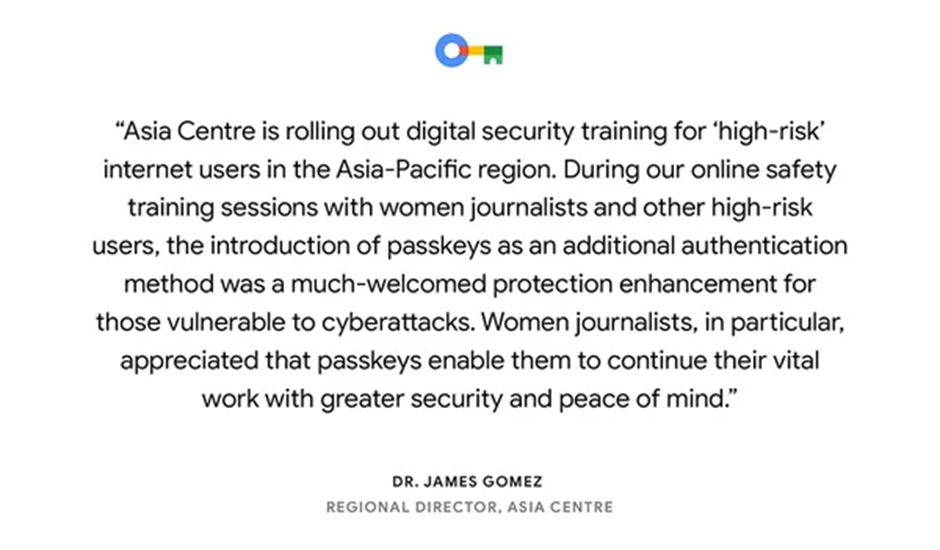 “Asia Centre is rolling out digital security training for ‘high-risk’
internet users in the Asia-Pacific region. During our online safety
training sessions with women journalists and other high-risk
users, the introduction of passkeys as an additional authentication
method was a much-welcomed protection enhancement for
those vulnerable to cyberattacks. Women journalists, in particular,
appreciated that passkeys enable them to continue their vital
work with greater security and peace of mind.”
DR. JAMES GOMEZ
REGIONAL DIRECTOR, ASIA CENTRE